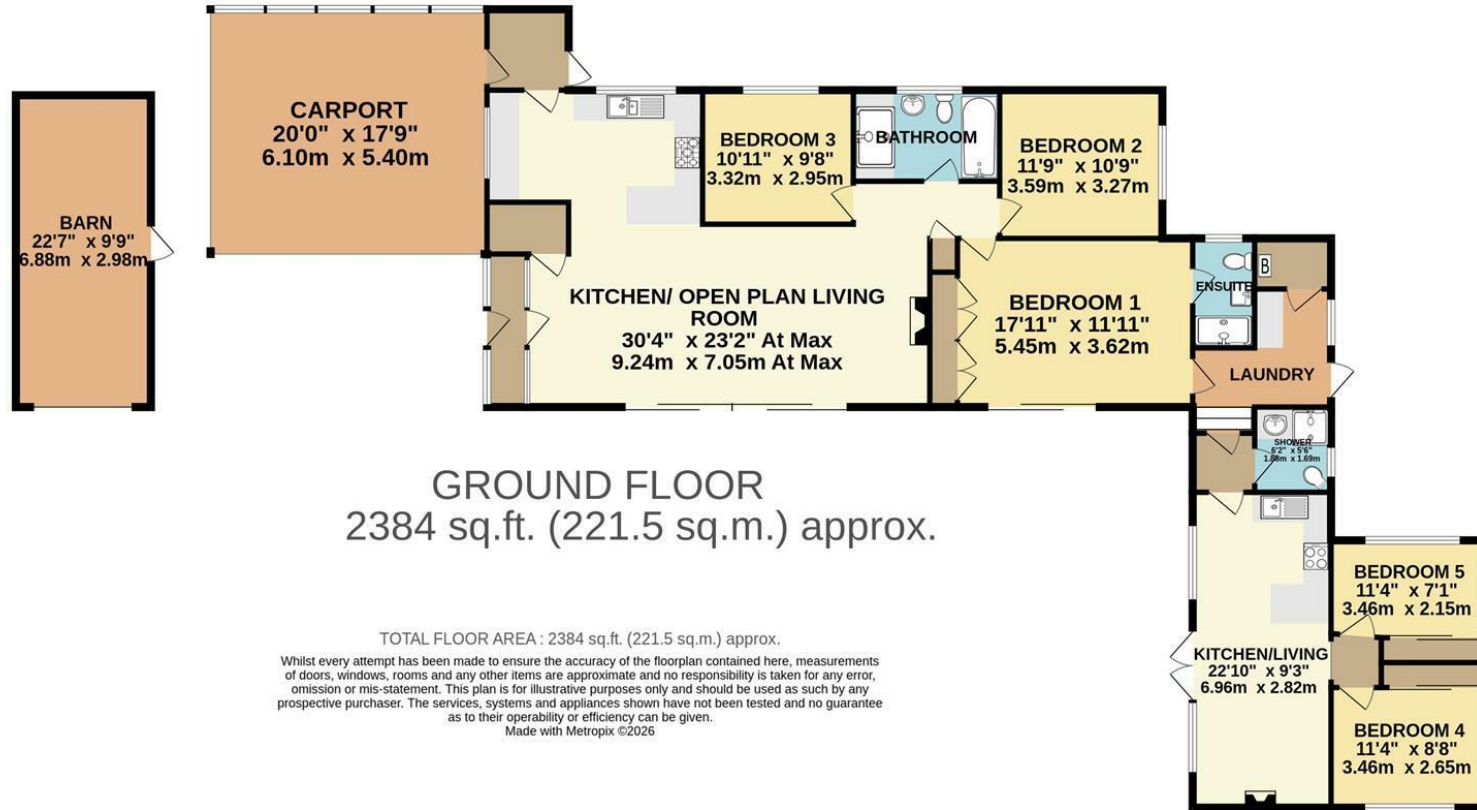 CARPORT
20'0" x 17'9"
6.10m x 5.40m
BARN
22'7" x 9'9"
6.88m x 2.98m
BEDROOM 3
10'11" x 9'8"
3.32m x 2.95m
BATHROOM
BEDROOM 2
11'9" x 10'9"
3.59m x 3.27m
KITCHEN/ OPEN PLAN LIVING
ROOM
30'4" x 23'2" At Max
9.24m x 7.05m At Max
BEDROOM 1
17'11" x 11'11"
5.45m x 3.62m
ENSUITE
B
LAUNDRY
SHOWER
6'2" x 5'6"
1.88m x 1.69m
KITCHEN/LIVING
22'10" x 9'3"
6.96m x 2.82m
BEDROOM 5
11'4" x 7'1"
3.46m x 2.15m
BEDROOM 4
11'4" x 8'8"
3.46m x 2.65m
GROUND FLOOR
2384 sq.ft. (221.5 sq.m.) approx.
TOTAL FLOOR AREA : 2384 sq.ft. (221.5 sq.m.) approx.
Whilst every attempt has been made to ensure the accuracy of the floorplan contained here, measurements
of doors, windows, rooms and any other items are approximate and no responsibility is taken for any error,
omission or mis-statement. This plan is for illustrative purposes only and should be used as such by any
prospective purchaser. The services, systems and appliances shown have not been tested and no guarantee
as to their operability or efficiency can be given.
Made with Metropix ©2026